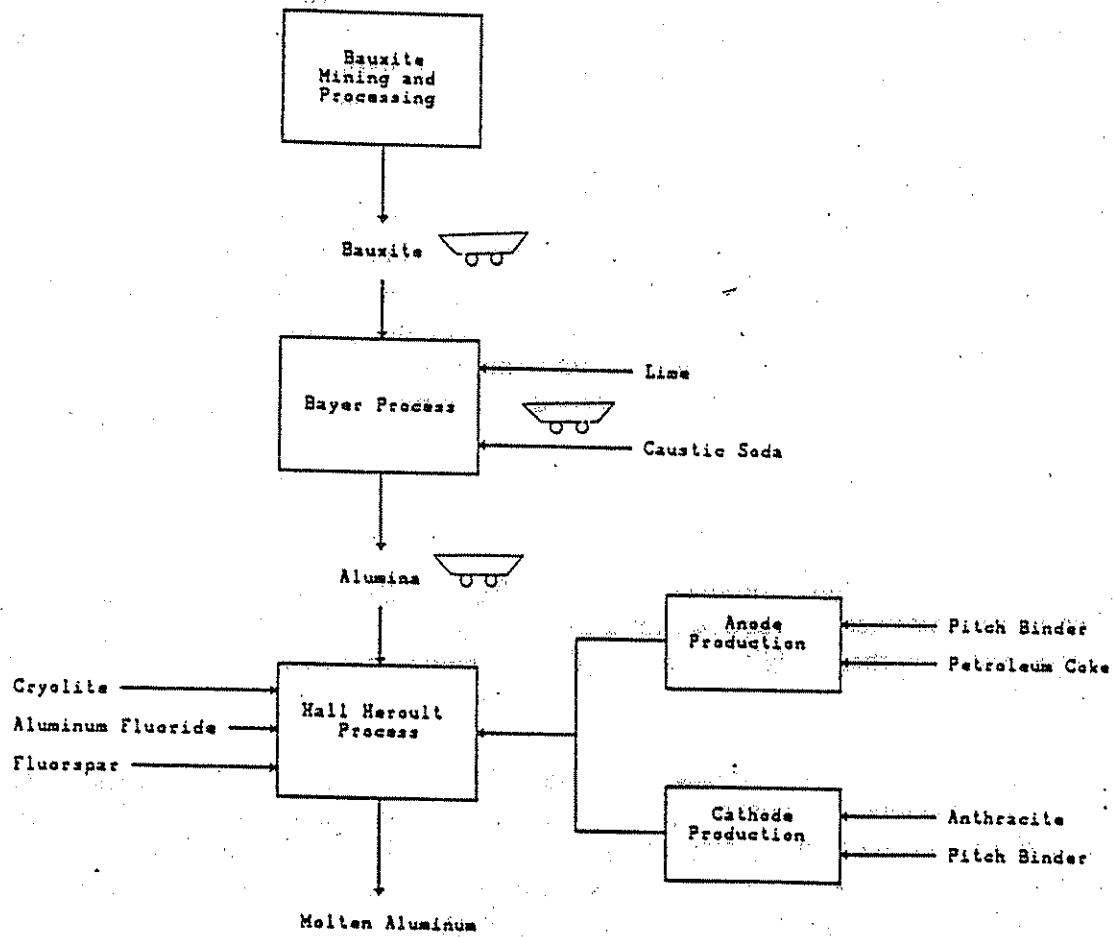 Bauxite
Mining and
Processing
Bauxite
Bayer Process
Lime
Caustic Soda
Alumina
Anode
Production
Pitch Binder
Petroleum Coke
Cryolite
Aluminum Fluoride
Fluorspar
Hall Heroult
Process
Cathode
Production
Anthracite
Pitch Binder
Molten Aluminum